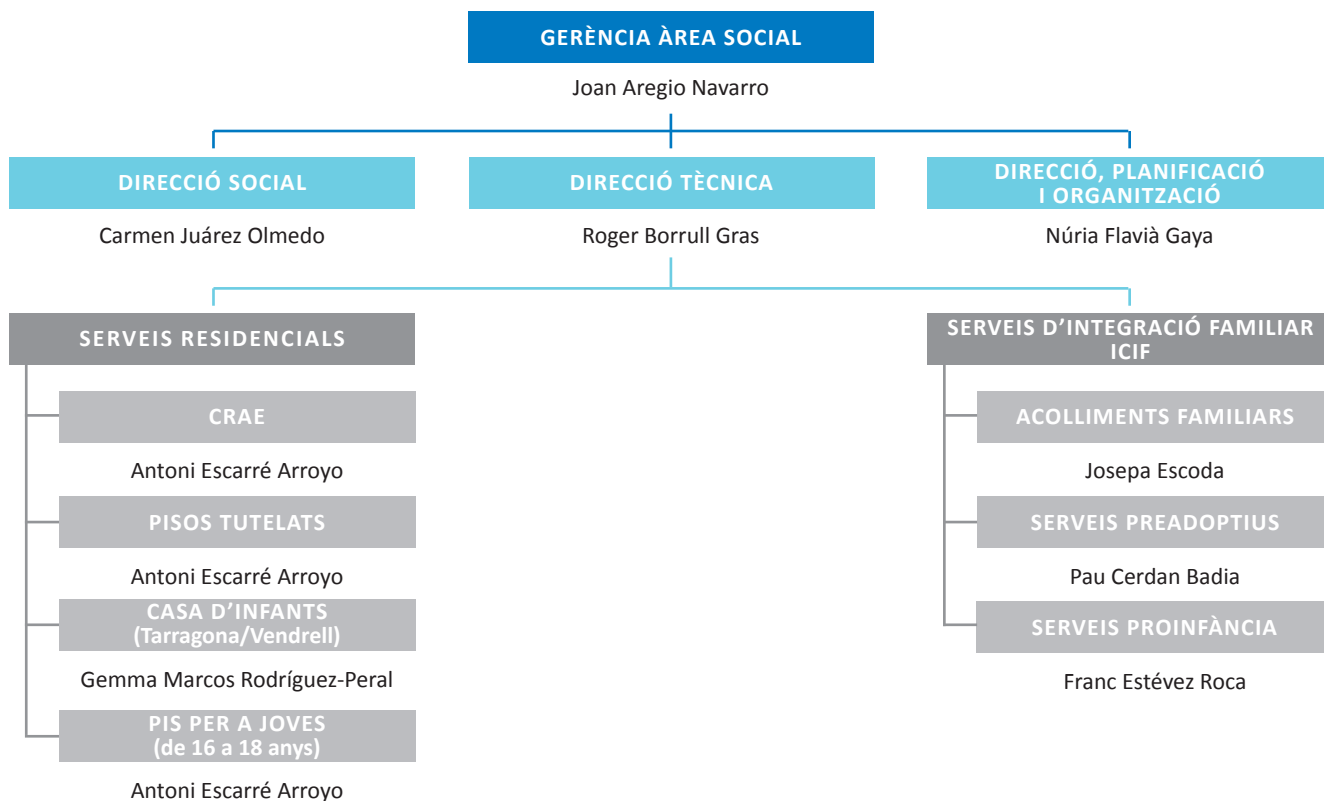 GERÈNCIA ÀREA SOCIAL
Joan Aregio Navarro
DIRECCIÓ SOCIAL
Carmen Juárez Olmedo
DIRECCIÓ TÈCNICA
Roger Borrull Gras
DIRECCIÓ, PLANIFICACIÓ
I ORGANITZACIÓ
Núria Flavià Gaya
SERVEIS RESIDENCIALS
CRAE
Antoni Escarré Arroyo
PISOS TUTELATS
Antoni Escarré Arroyo
CASA D’INFANTS
(Tarragona/Vendrell)
Gemma Marcos Rodríguez-Peral
PIS PER A JOVES
(de 16 a 18 anys)
Antoni Escarré Arroyo
SERVEIS D’INTEGRACIÓ FAMILIAR
ICIF
ACOLLIMENTS FAMILIARS
Josepa Escoda
SERVEIS PREADOPTIUS
Pau Cerdan Badia
SERVEIS PROINFÀNCIA
Franc Estévez Roca